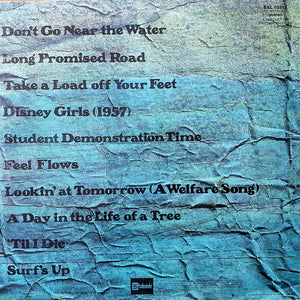 Don't Go Near the Water
Long Promised Road
Take a Load off Your Feet
Disney Girls (1957)
Student Demonstration Time
Feel Flows
Lookin' at Tomorrow (A Welfare Song)
A Day in the Life of a Tree
'Til I Die
Surf's Up
Stateside